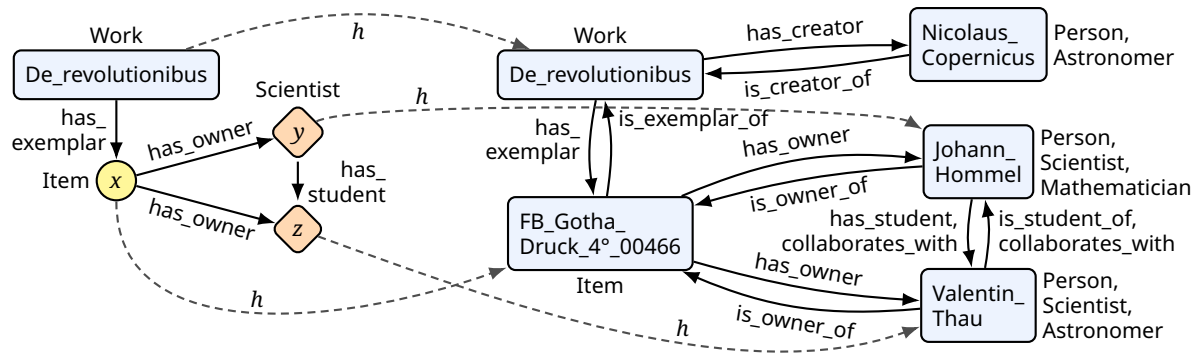 Work
De_revolutionibus
has_
exemplar
Item
x
has_owner
has_owner
Scientist
y
has_
student
z
h
h
h
h
Work
De_revolutionibus
has_creator
is_creator_of
Nicolaus_
Copernicus
Person,
Astronomer
has_
exemplar
is_exemplar_of
FB_Gotha_
Druck_4°_00466
Item
has_owner
is_owner_of
Johann_
Hommel
Person,
Scientist,
Mathematician
has_student,
collaborates_with
is_student_of,
collaborates_with
has_owner
is_owner_of
Valentin_
Thau
Person,
Scientist,
Astronomer